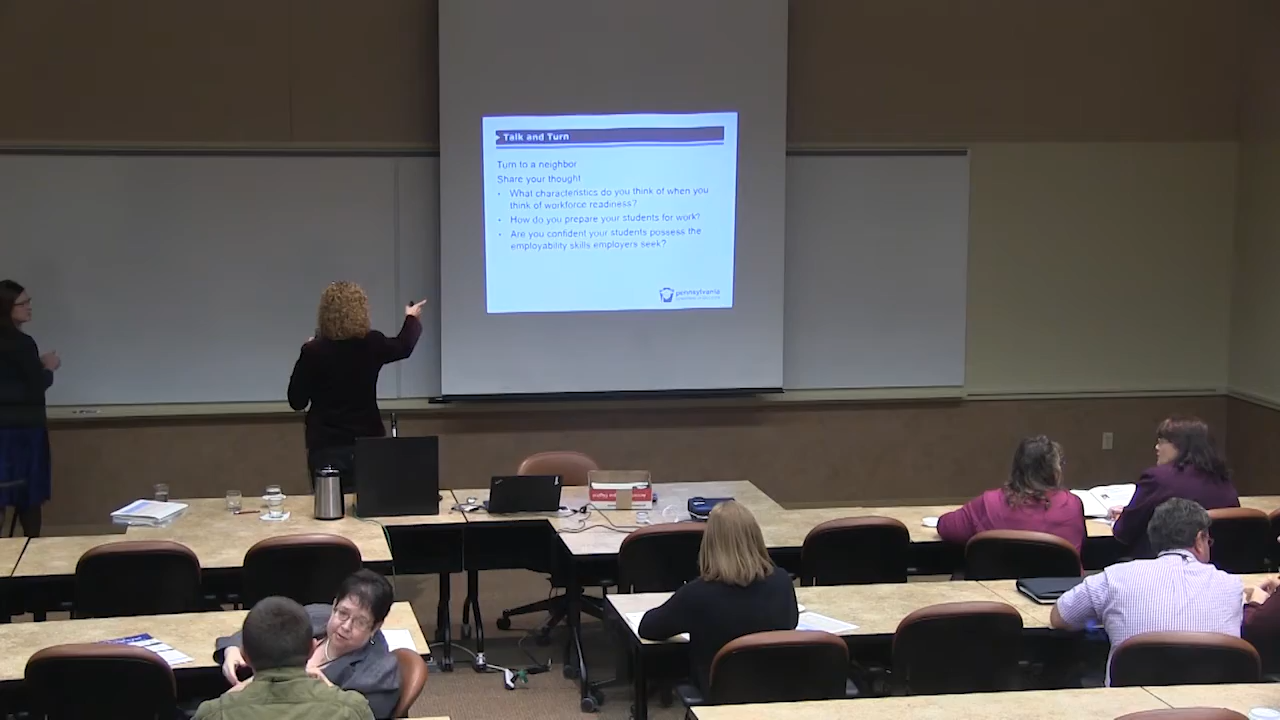 Talk and Turn
Turn to a neighbor
Share your thought
• What characteristics do you think of when you
think of workforce readiness?
• How do you prepare your students for work?
• Are you confident your students possess the
employability skills employers seek?
pennsylvania